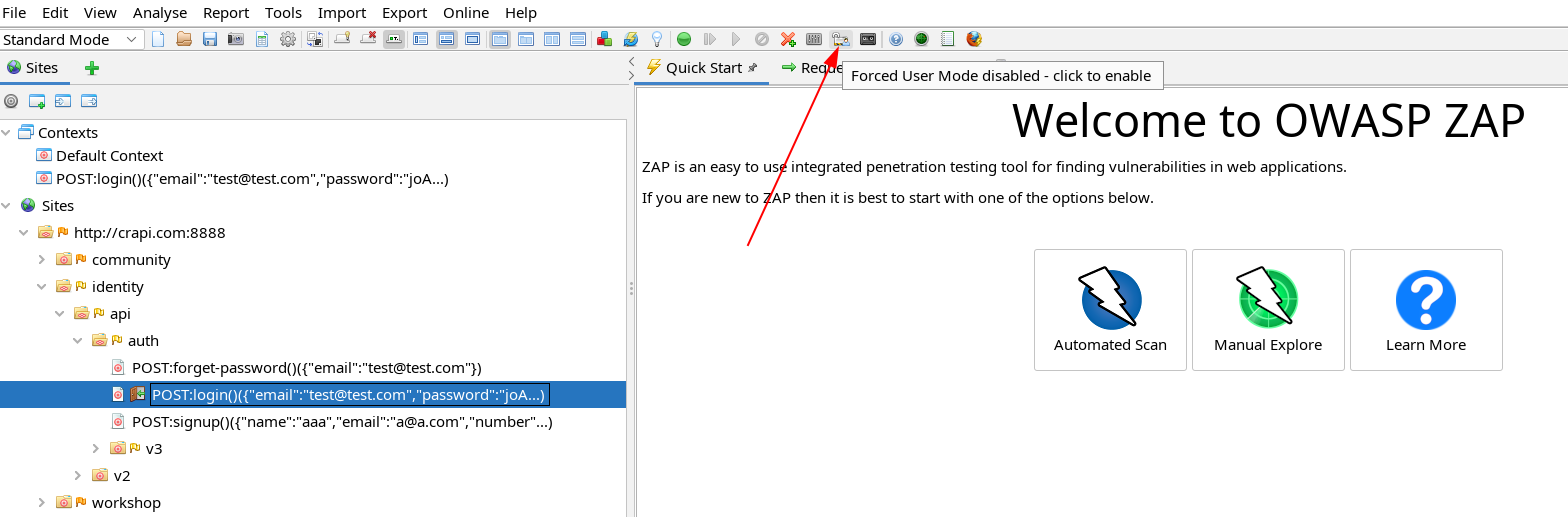 File Edit View Analyse Report Tools Import Export Online Help
Standard Mode
Sites
Quick Start
Reque
Forced User Mode disabled - click to enable
Contexts
Default Context
POST:login()({"email":"test@test.com","password":"joA...)
Sites
http://crapi.com:8888
community
identity
api
auth
POST:forget-password()({"email":"test@test.com"})
POST:login()({"email":"test@test.com","password":"joA...)
POST:signup()({"name":"aaa","email":"a@a.com","number"...)
v3
v2
workshop
Welcome to OWASP ZAP
ZAP is an easy to use integrated penetration testing tool for finding vulnerabilities in web applications.
If you are new to ZAP then it is best to start with one of the options below.
Automated Scan
Manual Explore
Learn More